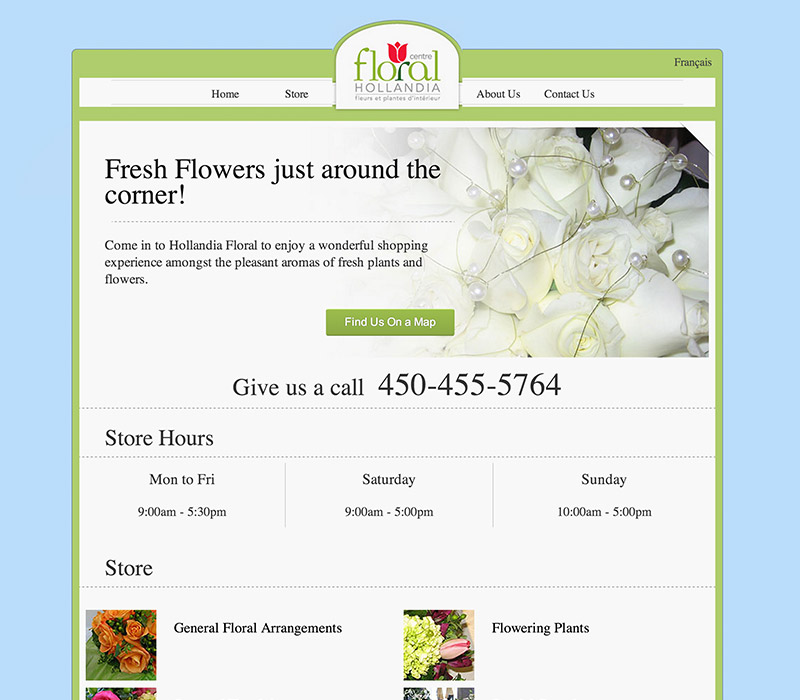 Français
Home
Store
centre
floral
HOLLANDIA
fleurs et plantes d'intérieur
About Us
Contact Us
Fresh Flowers just around the
corner!
Come in to Hollandia Floral to enjoy a wonderful shopping
experience amongst the pleasant aromas of fresh plants and
flowers.
Find Us On a Map
Give us a call 450-455-5764
Store Hours
Mon to Fri
9:00am - 5:30pm
Saturday
9:00am - 5:00pm
Sunday
10:00am - 5:00pm
Store
General Floral Arrangements
Flowering Plants